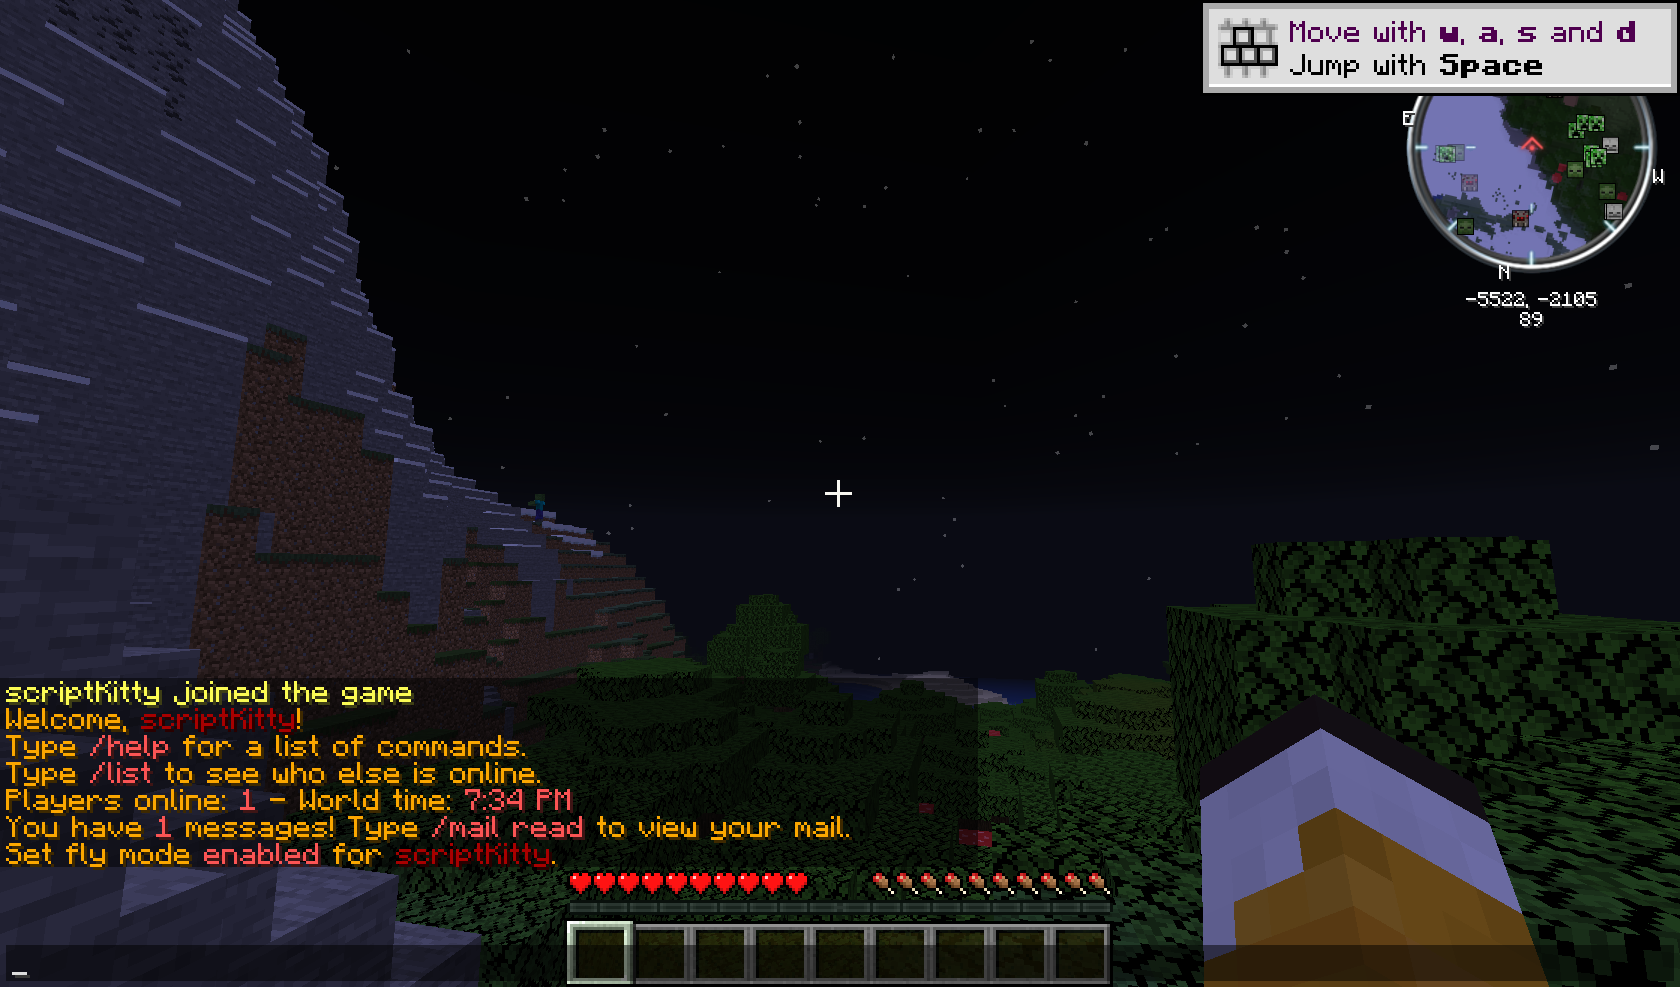 Move with w, a, s and d
Jump with Space
W
N
-5522, -2105
89
scriptKitty joined the game
Welcome, scriptKitty!
Type /help for a list of commands.
Type /list to see who else is online.
Players online: 1 - World time: 7:34 PM
You have 1 messages! Type /mail read to view your mail.
Set fly mode enabled for scriptKitty.
_